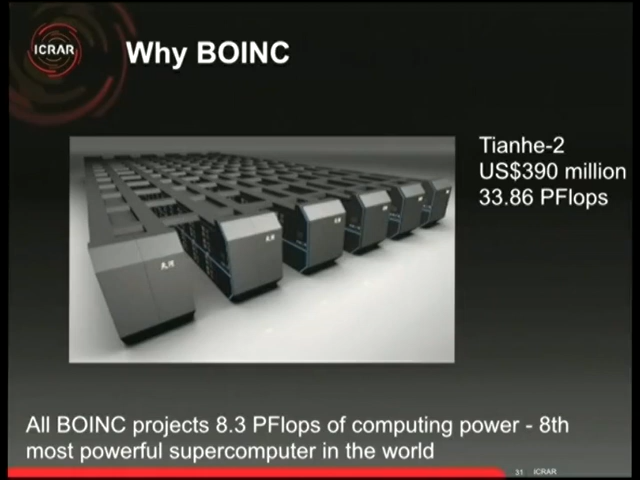 ICRAR
Why BOINC
Tianhe-2
US$390 million
33.86 PFlops
All BOINC projects 8.3 PFlops of computing power - 8th
most powerful supercomputer in the world
31 ICRAR